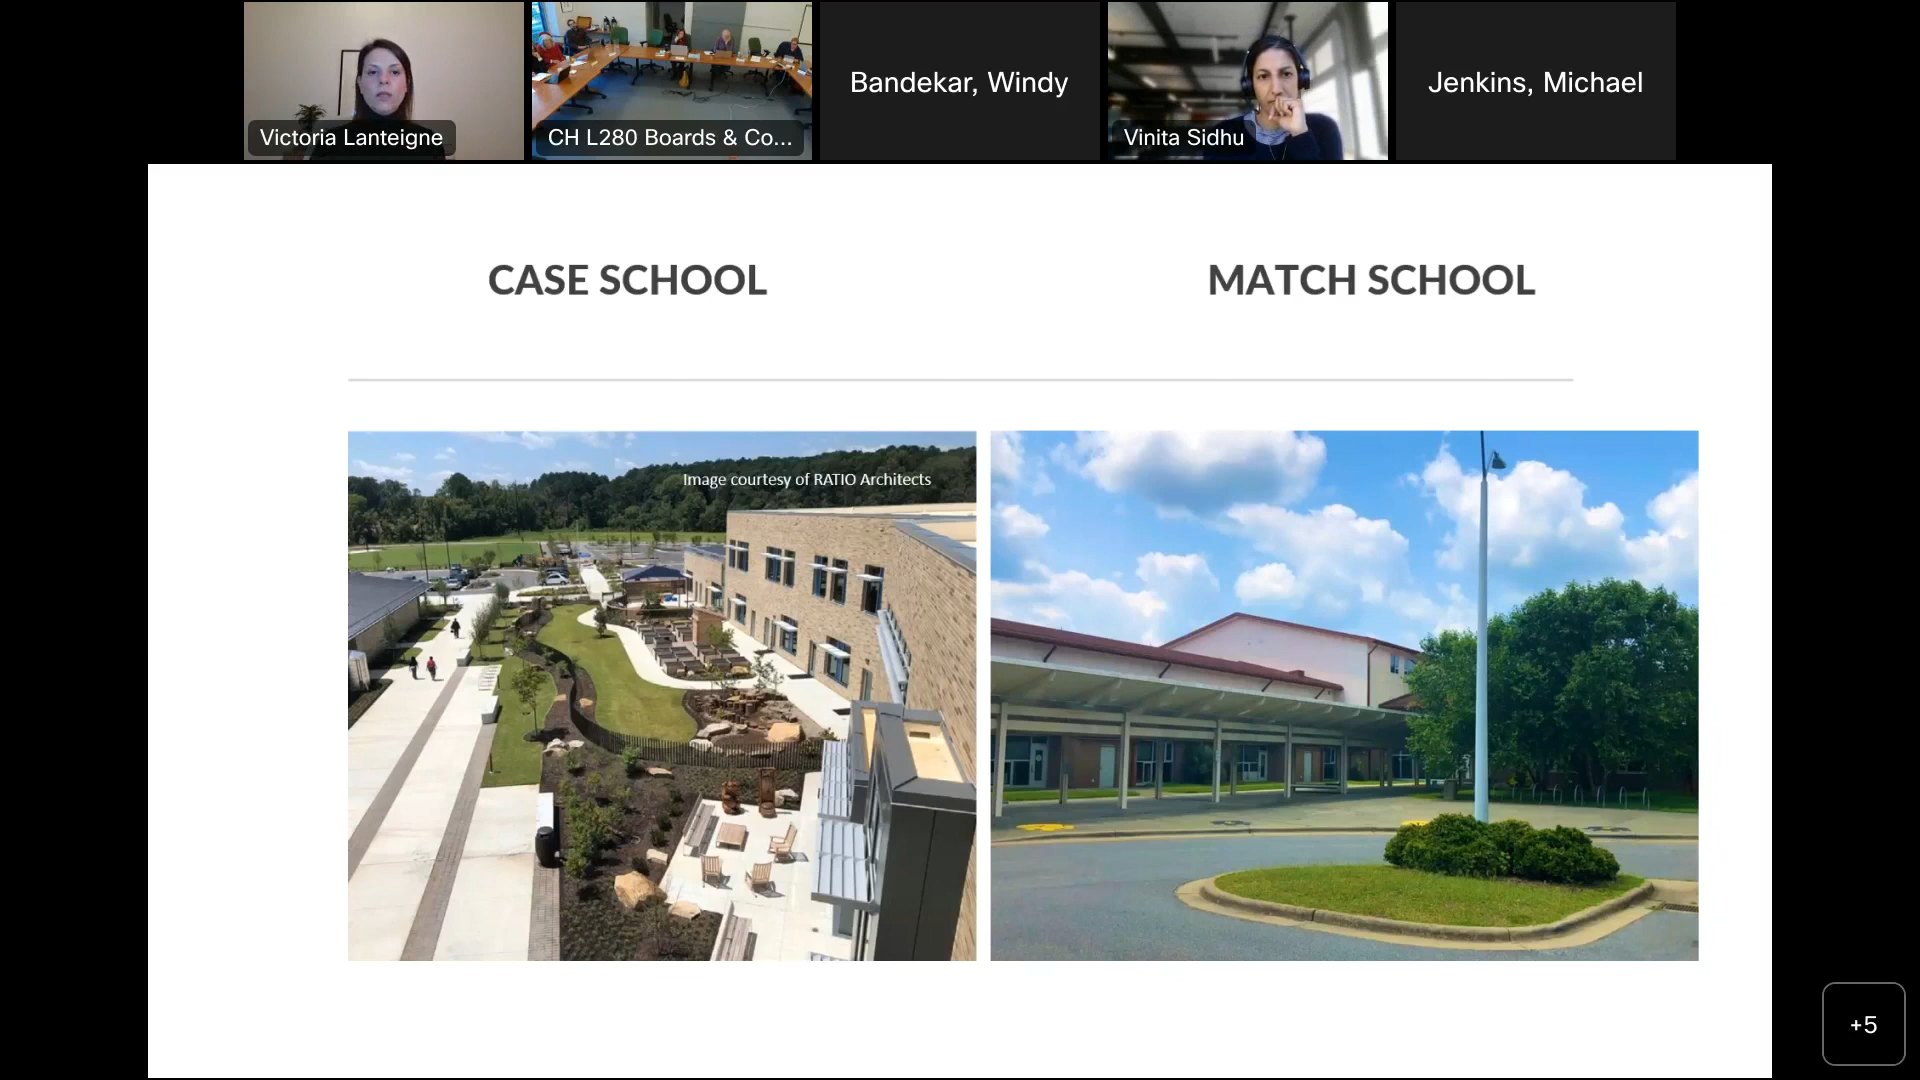 Victoria Lanteigne
CH L280 Boards & Co...
Bandekar, Windy
Vinita Sidhu
Jenkins, Michael
CASE SCHOOL
MATCH SCHOOL
Image courtesy of RATIO Architects
+5